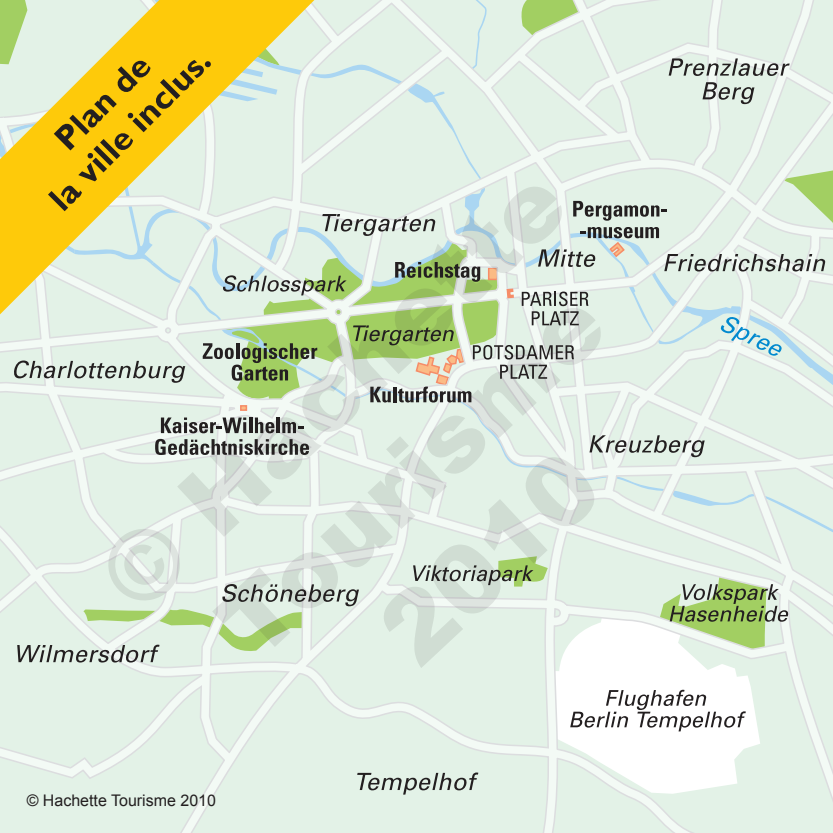 Plan de
la ville inclus.
Prenzlauer
Berg
Tiergarten
Pergamon-
-museum
Mitte
Reichstag
Friedrichshain
Schlosspark
PARISER
PLATZ
Tiergarten
Spree
Zoologischer
Garten
POTSDAMER
PLATZ
Charlottenburg
Kulturforum
Kaiser-Wilhelm-
Gedächtniskirche
Kreuzberg
© Hachette
Tourisme
2010
Viktoriapark
Schöneberg
Volkspark
Hasenheide
Wilmersdorf
Flughafen
Berlin Tempelhof
Tempelhof
© Hachette Tourisme 2010